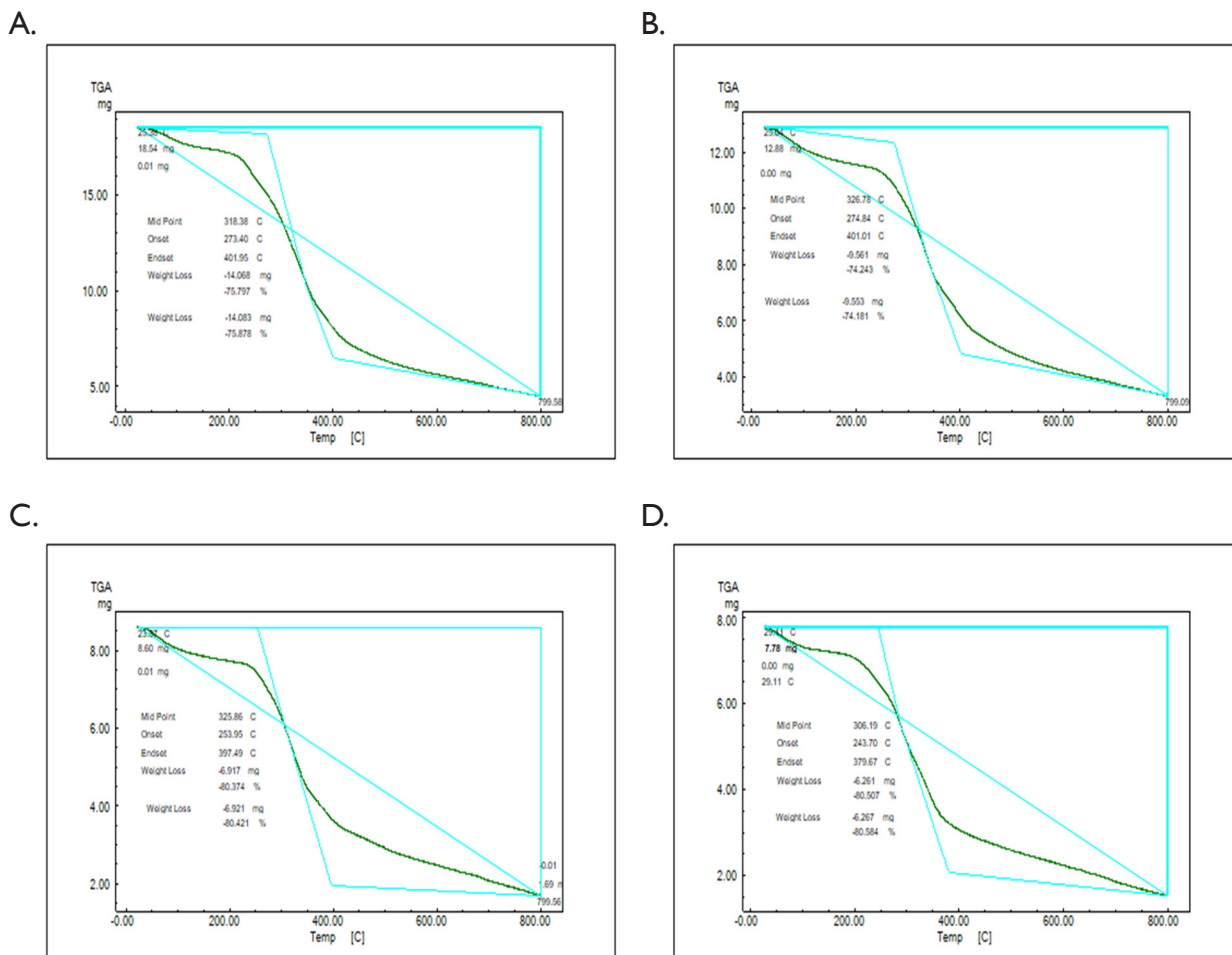 A.
TGA
mg
C
18.54 mg
0.01 mg
15.00
10.00
5.00
Mid Point 318.38 C
Onset 273.40 C
Endset 401.95 C
Weight Loss -14.068 mg
-75.797 %
Weight Loss -14.083 mg
-75.878 %
799.58
-0.00 200.00 400.00 600.00 800.00
Temp [C]
B.
TGA
mg
C
12.88 mg
0.00 mg
12.00
10.00
8.00
6.00
4.00
Mid Point 326.78 C
Onset 274.84 C
Endset 401.01 C
Weight Loss -9.561 mg
-74.243 %
Weight Loss -9.553 mg
-74.181 %
799.09
-0.00 200.00 400.00 600.00 800.00
Temp [C]
C.
TGA
mg
C
8.60 mg
0.01 mg
8.00
6.00
4.00
2.00
Mid Point 325.86 C
Onset 253.95 C
Endset 397.49 C
Weight Loss -6.917 mg
-80.374 %
Weight Loss -6.921 mg
-80.421 %
-0.01
799.56
-0.00 200.00 400.00 600.00 800.00
Temp [C]
D.
TGA
mg
C
7.78 mg
0.00 mg
29.11 C
8.00
6.00
4.00
2.00
Mid Point 306.19 C
Onset 243.70 C
Endset 379.67 C
Weight Loss -6.261 mg
-80.507 %
Weight Loss -6.267 mg
-80.584 %
-0.00 200.00 400.00 600.00 800.00
Temp [C]